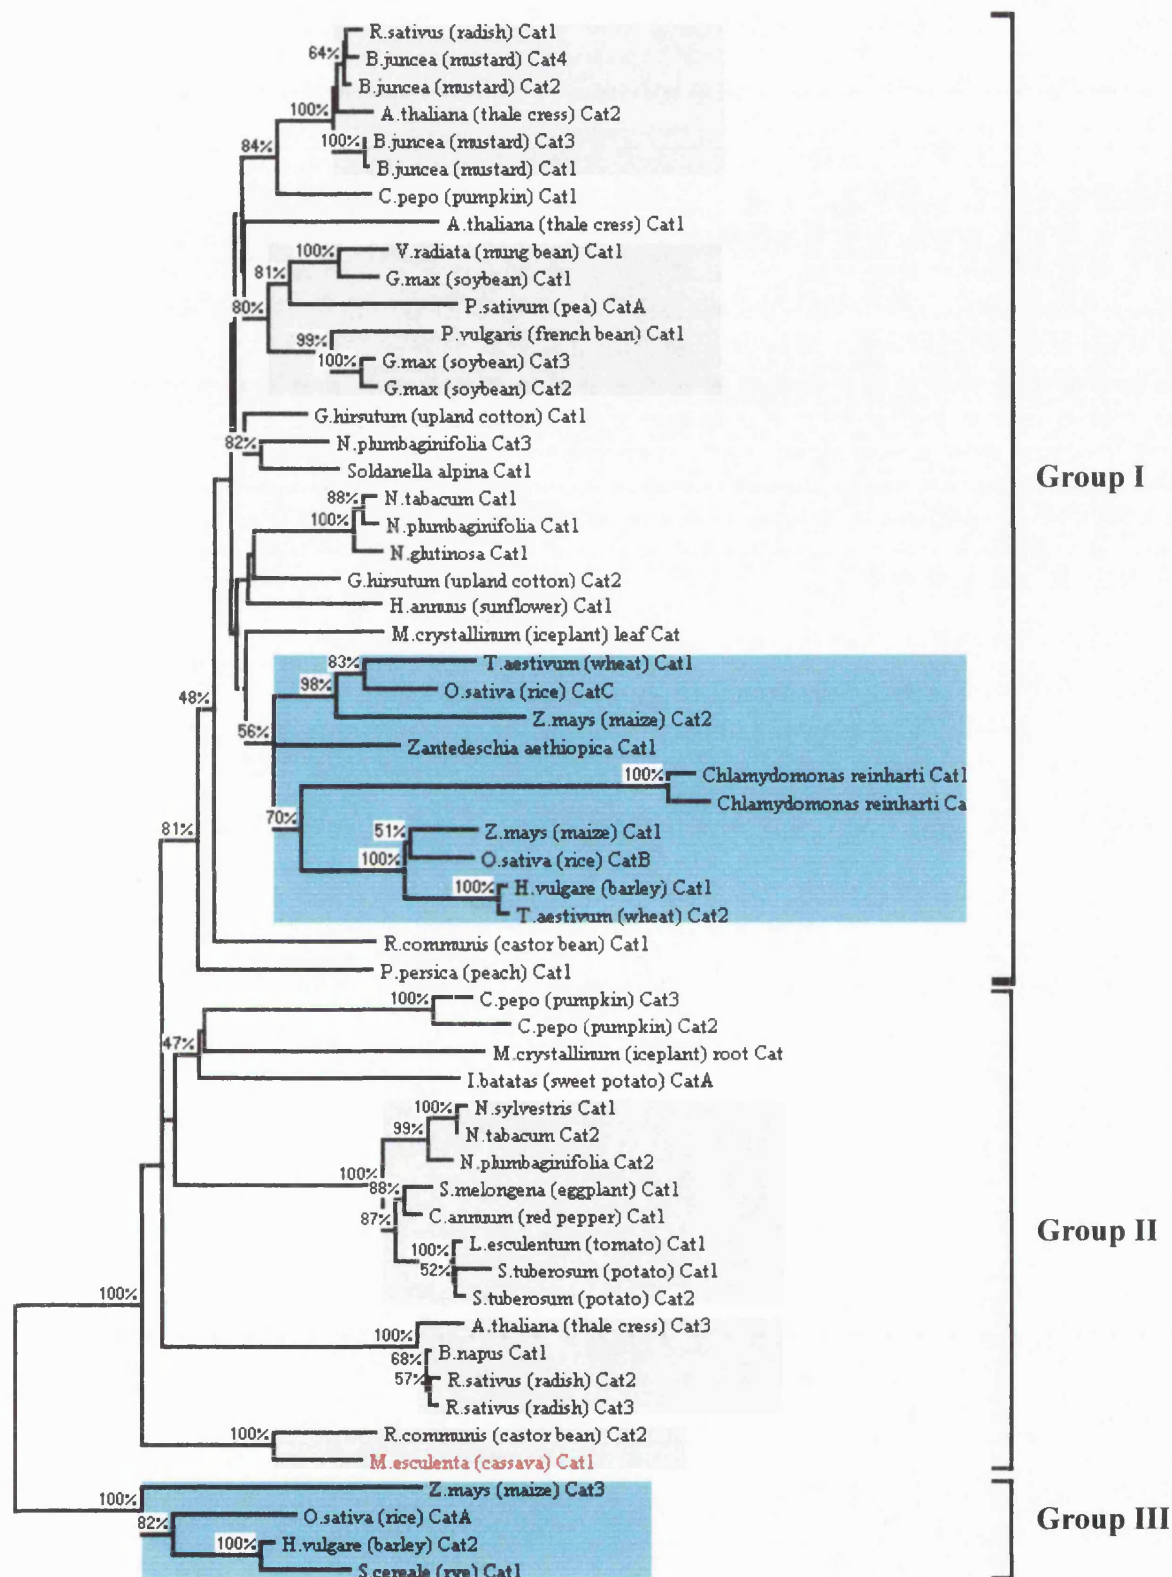 R.sativus (radish) Cat1
64%
B.juncea (mustard) Cat4
B.juncea (mustard) Cat2
100%
A.thaliana (thale cress) Cat2
100%
B.juncea (mustard) Cat3
84%
B.juncea (mustard) Cat1
C.pepo (pumpkin) Cat1
A.thaliana (thale cress) Cat1
100%
V.radiata (mung bean) Cat1
81%
G.max (soybean) Cat1
80%
P.sativum (pea) CatA
99%
P.vulgaris (french bean) Cat1
100%
G.max (soybean) Cat3
G.max (soybean) Cat2
G.hirsutum (upland cotton) Cat1
82%
N.plumbaginifolia Cat3
Soldanella alpina Cat1
Group I
88%
N.tabacum Cat1
100%
N.plumbaginifolia Cat1
N.glutinosa Cat1
G.hirsutum (upland cotton) Cat2
H.annuus (sunflower) Cat1
M.crystallinum (iceplant) leaf Cat
83%
T.aestivum (wheat) Cat1
98%
O.sativa (rice) CatC
48%
Z.mays (maize) Cat2
56%
Zantedeschia aethiopica Cat1
100%
Chlamydomonas reinharti Cat1
Chlamydomonas reinharti Ca
70%
81%
51%
Z.mays (maize) Cat1
100%
O.sativa (rice) CatB
100%
H.vulgare (barley) Cat1
T.aestivum (wheat) Cat2
R.communis (castor bean) Cat1
P.persica (peach) Cat1
100%
C.pepo (pumpkin) Cat3
C.pepo (pumpkin) Cat2
47%
M.crystallinum (iceplant) root Cat
I.batatas (sweet potato) CatA
100%
N.sylvestris Cat1
99%
N.tabacum Cat2
N.plumbaginifolia Cat2
100%
88%
S.melongena (eggplant) Cat1
87%
C.annuum (red pepper) Cat1
Group II
100%
L.esculentum (tomato) Cat1
52%
S.tuberosum (potato) Cat1
S.tuberosum (potato) Cat2
100%
100%
A.thaliana (thale cress) Cat3
68%
B.napus Cat1
57%
R.sativus (radish) Cat2
R.sativus (radish) Cat3
100%
R.communis (castor bean) Cat2
M.esculenta (cassava) Cat1
100%
Z.mays (maize) Cat3
82%
O.sativa (rice) CatA
Group III
100%
H.vulgare (barley) Cat2
S.cereale (rye) Cat1